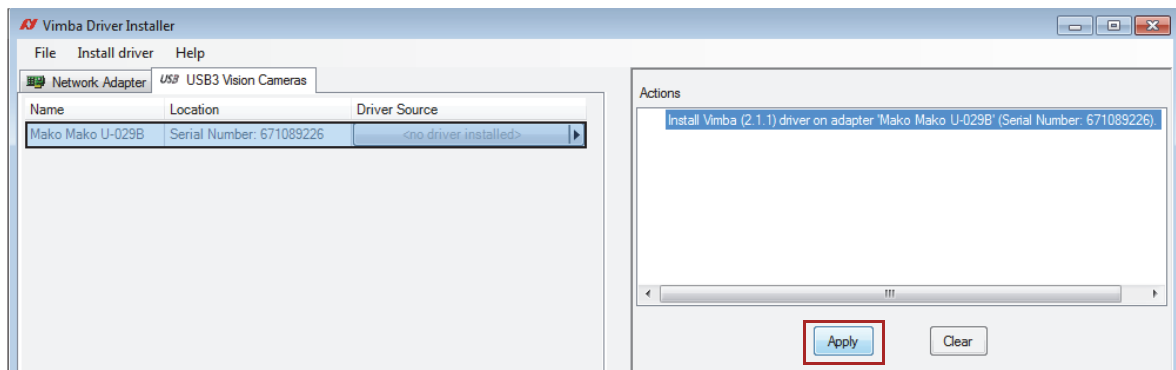 Vimba Driver Installer
File Install driver Help
Network Adapter USB USB3 Vision Cameras
Name Location Driver Source
Mako Mako U-029B Serial Number: 671089226 <no driver installed>
Actions
Install Vimba (2.1.1) driver on adapter 'Mako Mako U-029B' (Serial Number: 671089226).
Apply Clear